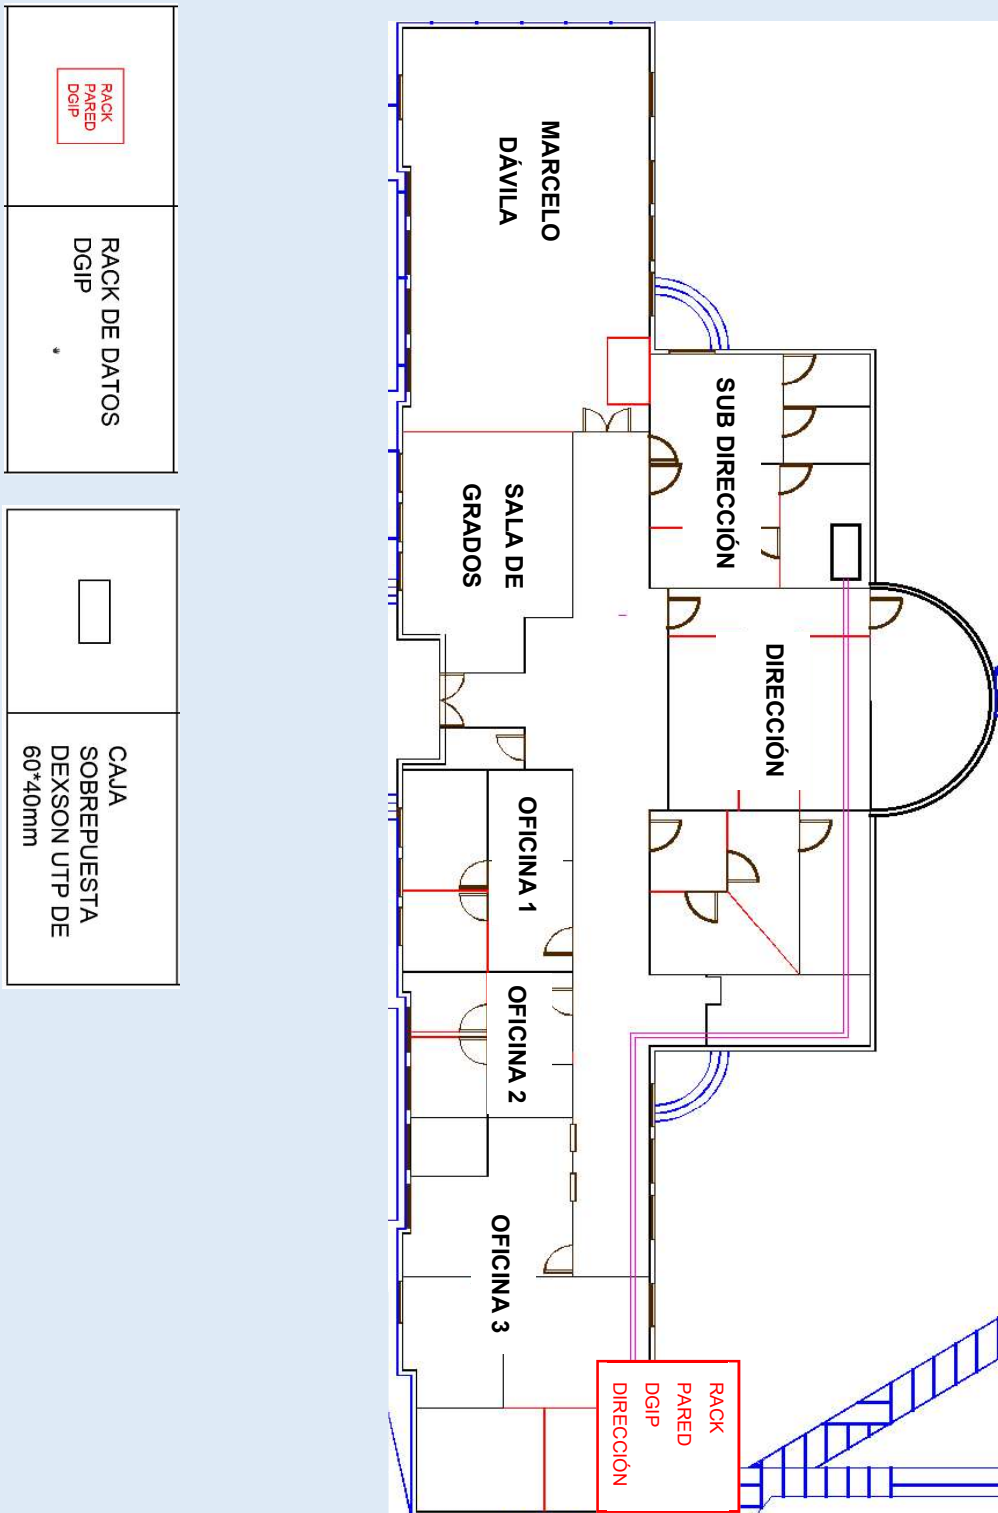 RACK
PARED
DGIP
RACK DE DATOS
DGIP
CAJA
SOBREPUESTA
DEXSON UTP DE
60*40mm
MARCELO
DÁVILA
SUB DIRECCIÓN
SALA DE
GRADOS
DIRECCIÓN
OFICINA 1
OFICINA 2
OFICINA 3
RACK
PARED
DGIP
DIRECCIÓN